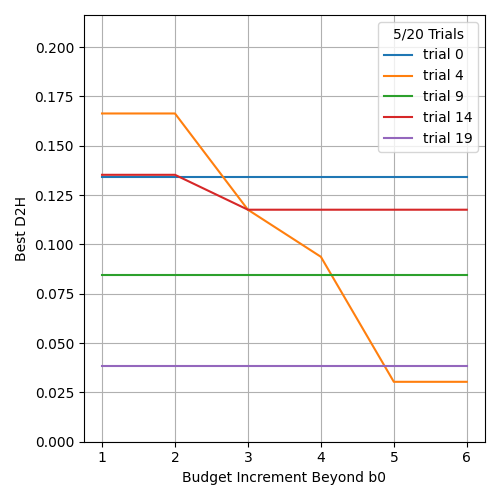 5/20 Trials
trial 0
trial 4
trial 9
trial 14
trial 19
Best D2H
0.200
0.175
0.150
0.125
0.100
0.075
0.050
0.025
0.000
1 2 3 4 5 6
Budget Increment Beyond b0